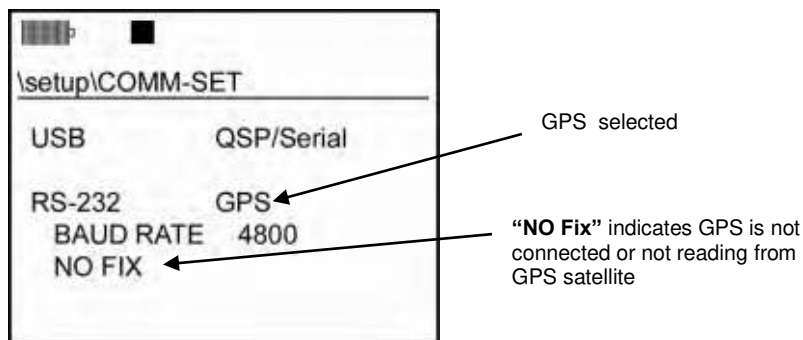 \setup\COMM-SET
USB QSP/Serial
RS-232 GPS
BAUD RATE 4800
NO FIX
GPS selected
“NO Fix” indicates GPS is not
connected or not reading from
GPS satellite